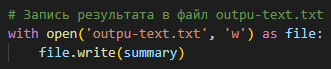 # Запись результата в файл outpu-text.txt
with open('outpu-text.txt', 'w') as file:
    file.write(summary)